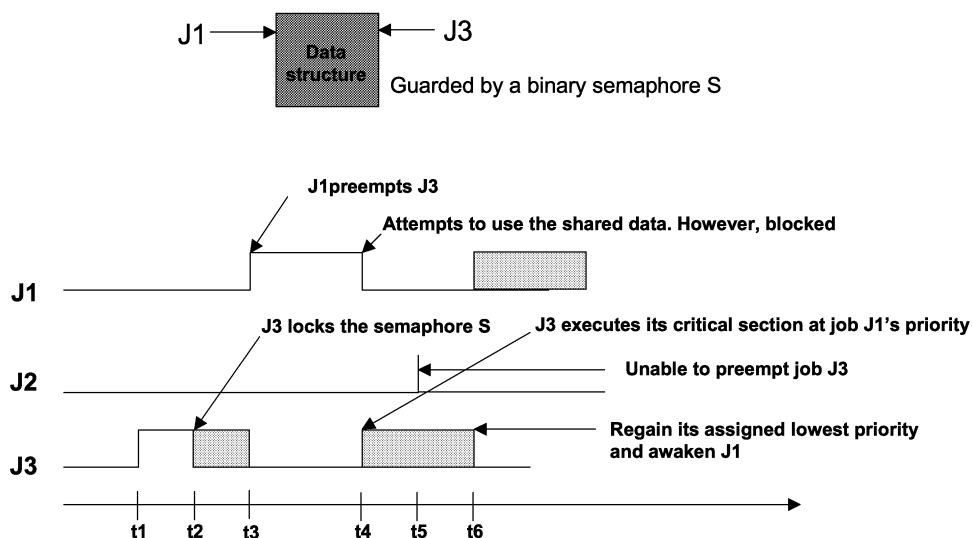 J1
Data
structure
J3
Guarded by a binary semaphore S
J1preempts J3
Attempts to use the shared data. However, blocked
J1
J3 locks the semaphore S
J3 executes its critical section at job J1's priority
J2
Unable to preempt job J3
Regain its assigned lowest priority
and awaken J1
J3
t1 t2 t3 t4 t5 t6